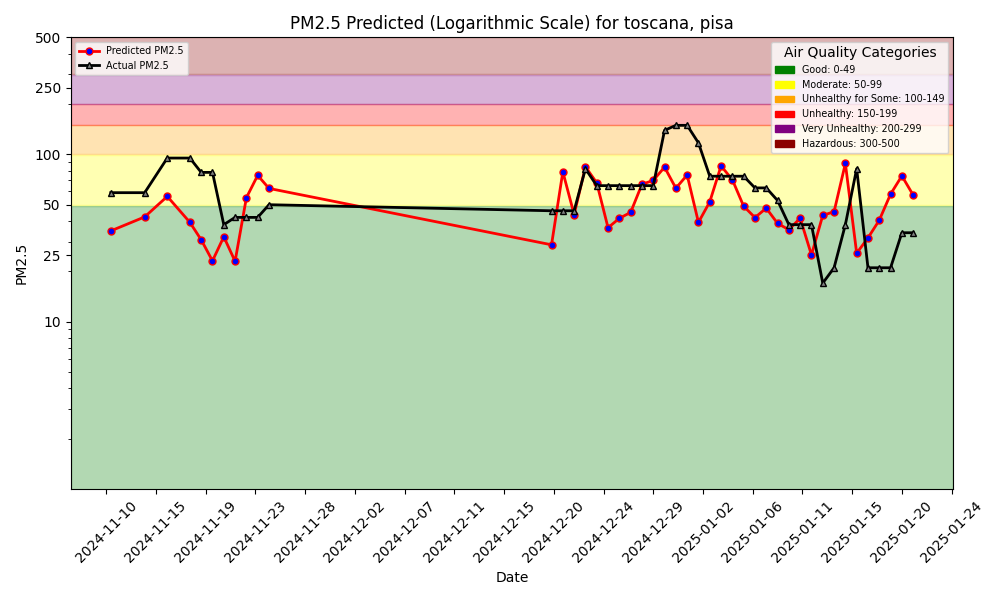 PM2.5 Predicted (Logarithmic Scale) for toscana, pisa
Predicted PM2.5
Actual PM2.5
Air Quality Categories
Good: 0-49
Moderate: 50-99
Unhealthy for Some: 100-149
Unhealthy: 150-199
Very Unhealthy: 200-299
Hazardous: 300-500
500
250
100
50
25
10
PM2.5
2024-11-10
2024-11-15
2024-11-19
2024-11-23
2024-11-28
2024-12-02
2024-12-07
2024-12-11
2024-12-15
2024-12-20
2024-12-24
2024-12-29
2025-01-02
2025-01-06
2025-01-11
2025-01-15
2025-01-20
2025-01-24
Date